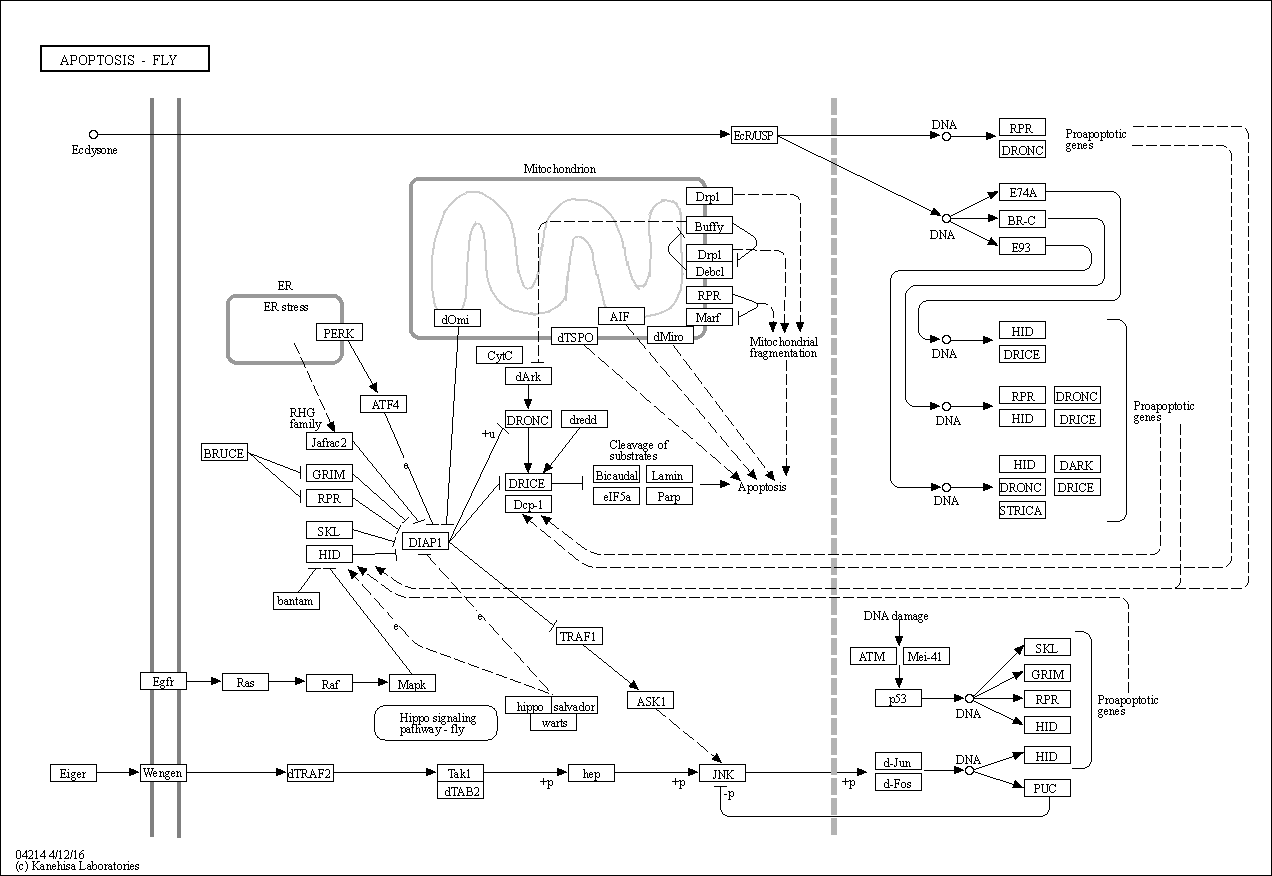 APOPTOSIS - FLY
Ecdysone
EcR/USP
DNA
RPR
DRONC
Proapoptotic
genes
Mitochondrion
Drp1
Buffy
Drp1
Debcl
RPR
Marf
E74A
BR-C
E93
DNA
ER
ER stress
PERK
dOmi
AIF
dTSPO
dMiro
Mitochondrial
fragmentation
HID
DRICE
DNA
CytC
dArk
ATF4
RHG
family
Jafrac2
DRONC
dredd
+u
Cleavage of
substrates
RPR
DRONC
HID
DRICE
DNA
Proapoptotic
genes
BRUCE
GRIM
RPR
e
DRICE
Dcp-1
Bicaudal
Lamin
eIF5a
Parp
Apoptosis
HID
DARK
DRONC
DRICE
STRICA
DNA
SKL
HID
DIAP1
bantam
e
e
TRAF1
DNA damage
ATM
Mei-41
p53
DNA
SKL
GRIM
RPR
HID
Proapoptotic
genes
Egfr
Ras
Raf
Mapk
hippo
salvador
warts
ASK1
Hippo signaling
pathway - fly
Eiger
Wengen
dTRAF2
Tak1
dTAB2
+p
hep
+p
JNK
-p
+p
d-Jun
d-Fos
DNA
HID
PUC
04214 4/12/16
(c) Kanehisa Laboratories